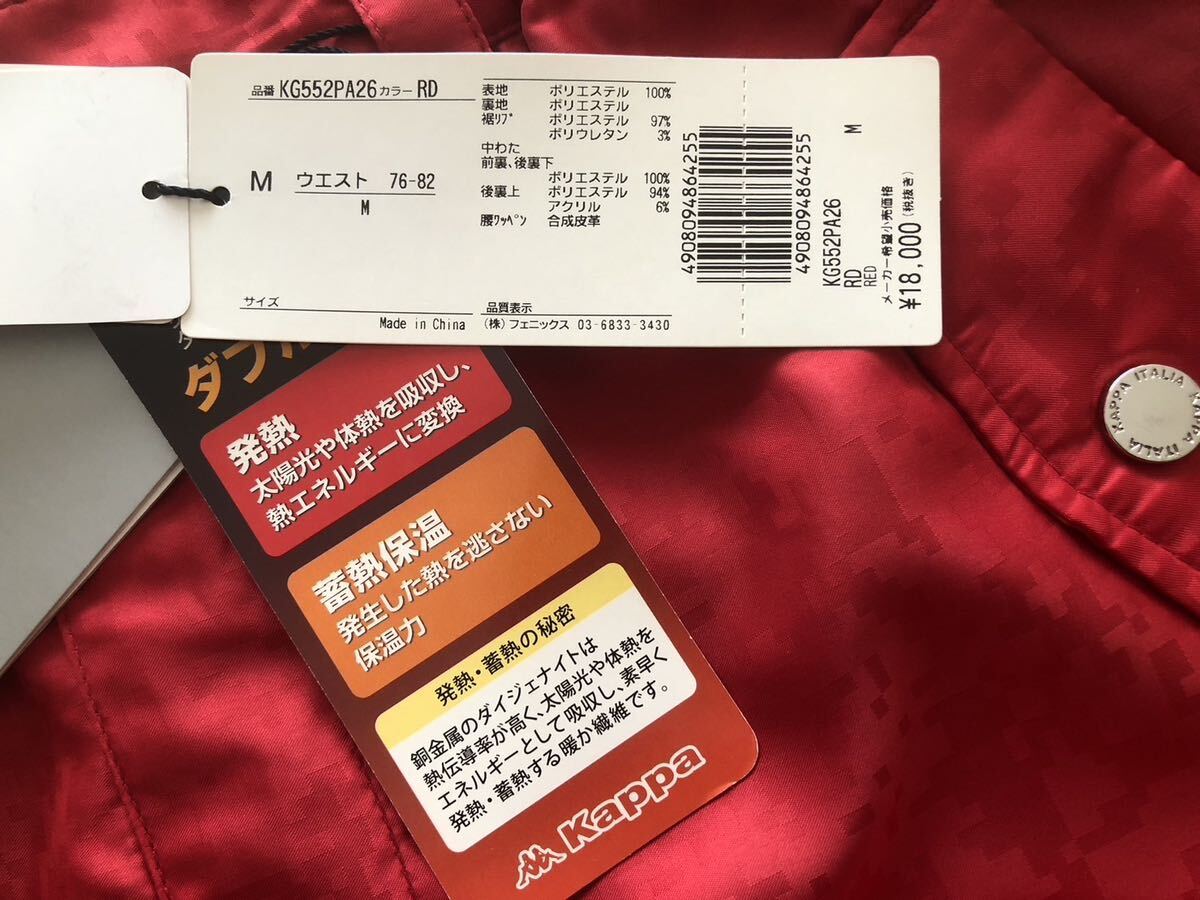 品番 KG552PA26 カラー RD
M ウエスト 76-82
M
サイズ
Made in China
表地 ポリエステル 100%
裏地 ポリエステル
裾リブ ポリエステル 97%
ポリウレタン 3%
中わた
前裏、後裏下
ポリエステル 100%
後裏上 ポリエステル 94%
アクリル 6%
腰ワッペン 合成皮革
品質表示
(株) フェニックス 03-6833-3430
4908094864255
4908094864255
M
KG552PA26
RD
RED
メーカー希望小売価格
¥18,000 (税抜き)
ダブル
発熱
太陽光や体熱を吸収し、
熱エネルギーに変換
蓄熱保温
発生した熱を逃さない
保温力
発熱・蓄熱の秘密
銅金属のダイジェナイトは
熱伝導率が高く、太陽光や体熱を
エネルギーとして吸収し、素早く
発熱・蓄熱する暖か繊維です。
Kappa
KAPPA ITALIA KAPPA ITALIA